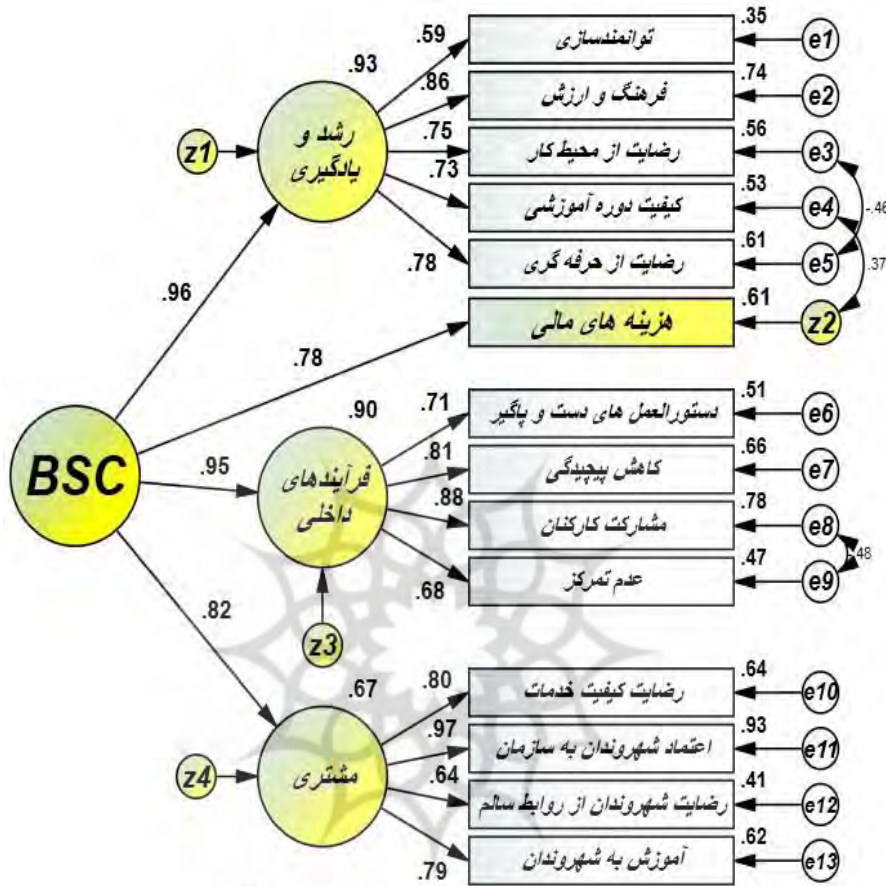 .35
توانمندسازی
e1
.59
.93
.74
فرهنگ و ارزش
e2
.86
رشد و
یادگیری
z1
.56
رضایت از محیط کار
e3
.75
.53
کیفیت دوره آموزشی
e4
.73
-.46
.61
رضایت از حرفه گری
e5
.78
.37
.96
.61
هزینه های مالی
z2
.78
.51
دستورالعمل های دست و پاگیر
e6
.71
.90
.66
کاهش پیچیدگی
e7
.81
BSC
.95
فرآیندهای
داخلی
.78
مشارکت کارکنان
e8
.88
.48
.47
عدم تمرکز
e9
.68
.82
z3
.64
رضایت کیفیت خدمات
e10
.80
.67
.93
اعتماد شهروندان به سازمان
e11
.97
z4
مشتری
.41
رضایت شهروندان از روابط سالم
e12
.64
.62
آموزش به شهروندان
e13
.79